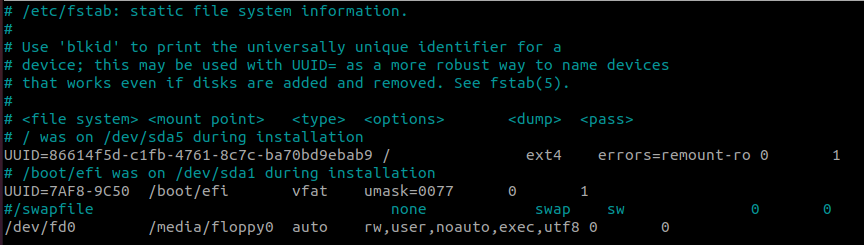 # /etc/fstab: static file system information.
#
# Use 'blkid' to print the universally unique identifier for a
# device; this may be used with UUID= as a more robust way to name devices
# that works even if disks are added and removed. See fstab(5).
#
# <file system> <mount point>   <type>  <options>       <dump>  <pass>
# / was on /dev/sda5 during installation
UUID=86614f5d-c1fb-4761-8c7c-ba70bd9ebab9 /               ext4    errors=remount-ro 0       1
# /boot/efi was on /dev/sda1 during installation
UUID=7AF8-9C50  /boot/efi       vfat    umask=0077      0       1
#/swapfile                                 none            swap    sw              0       0
/dev/fd0        /media/floppy0  auto    rw,user,noauto,exec,utf8 0       0